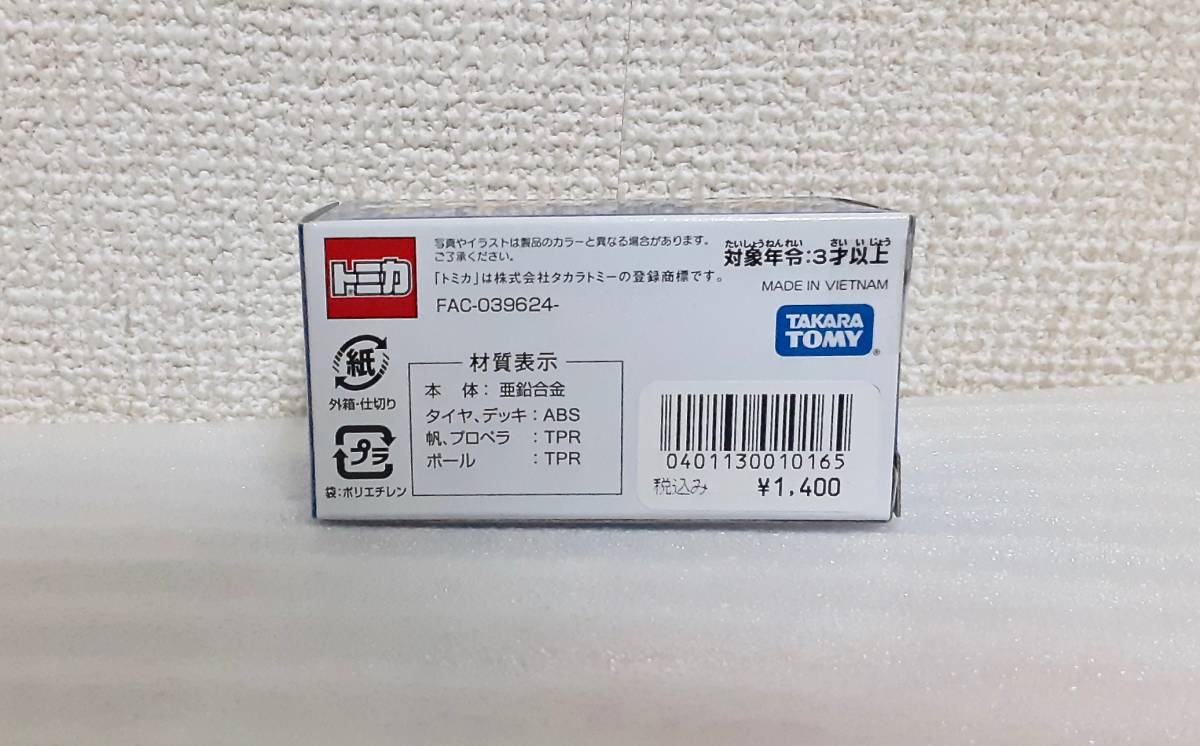 トミカ
写真やイラストは製品のカラーと異なる場合があります。
ご了承ください。
「トミカ」は株式会社タカラトミーの登録商標です。
FAC-039624-
たいしょうねんれい さい いじょう
対象年令:3才以上
MADE IN VIETNAM
TAKARA
TOMY
紙
外箱・仕切り
プラ
袋:ポリエチレン
材質表示
本 体:亜鉛合金
タイヤ、デッキ:ABS
帆、プロペラ:TPR
ポール:TPR
0401130010165
税込み ¥1,400